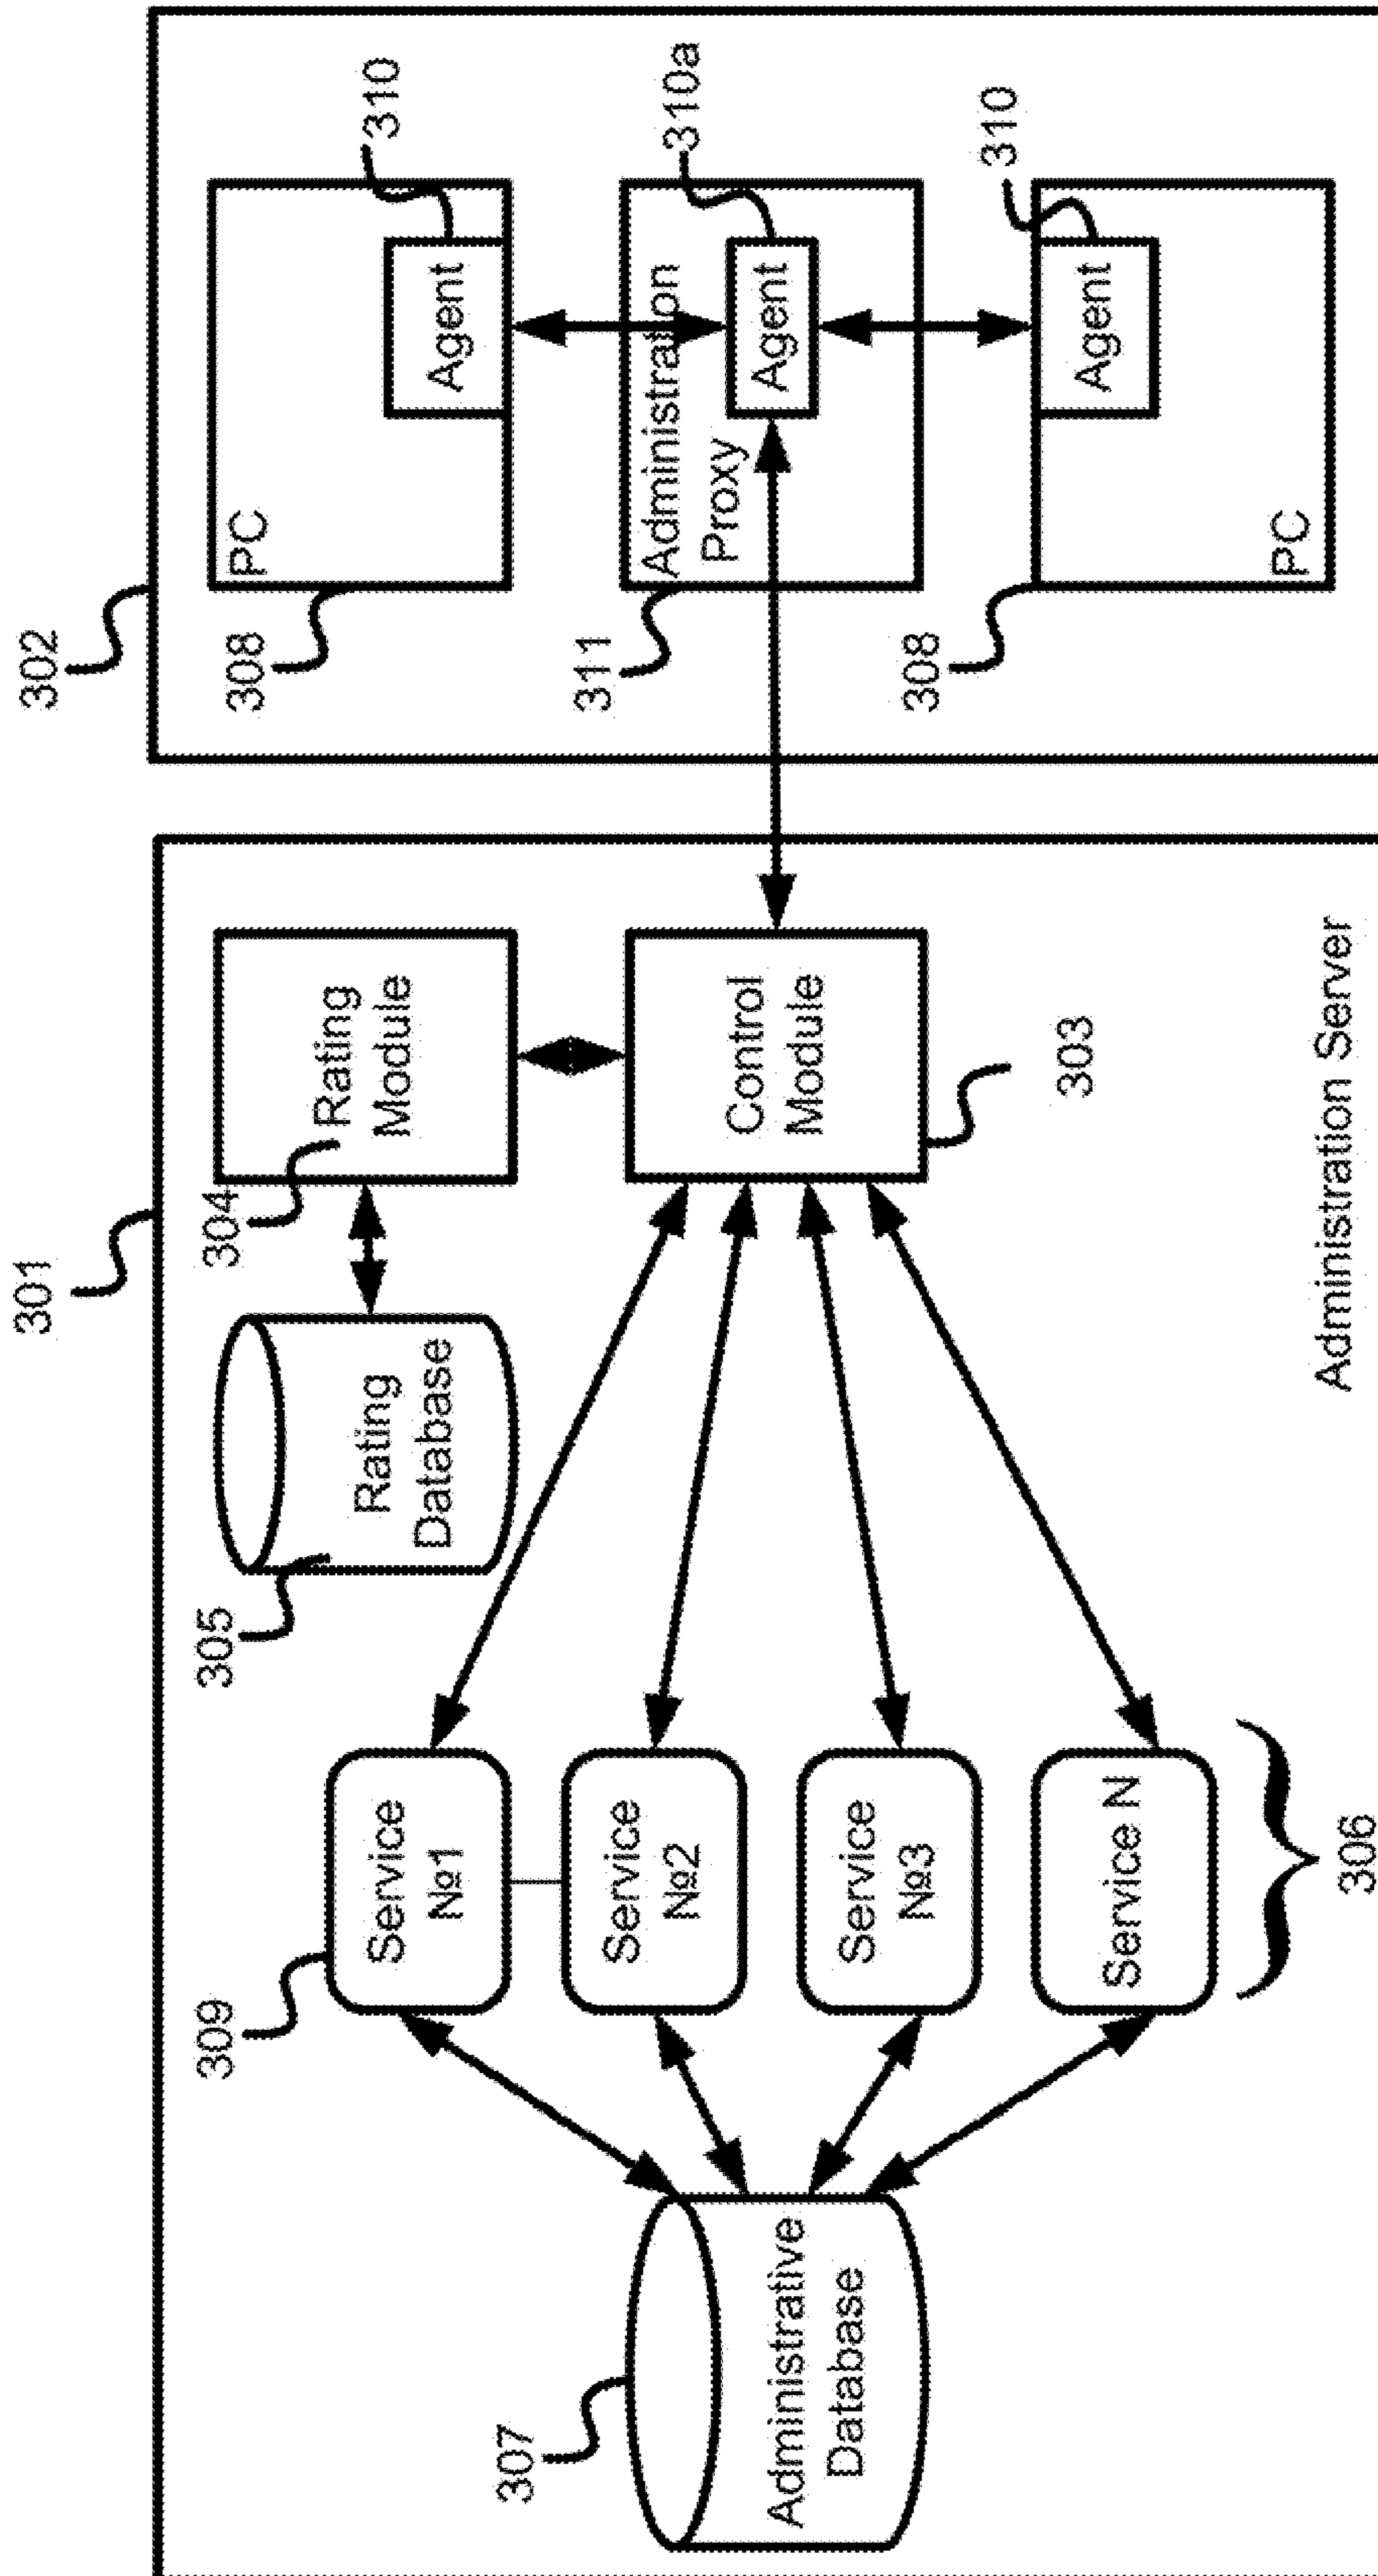 301
302
304
Rating
Module
305
Rating
Database
309
Service
№1
Service
№2
Service
№3
Service N
306
307
Administrative
Database
Control
Module
303
Administration Server
308
PC
310
Agent
311
Administration
Proxy
310a
Agent
308
PC
310
Agent